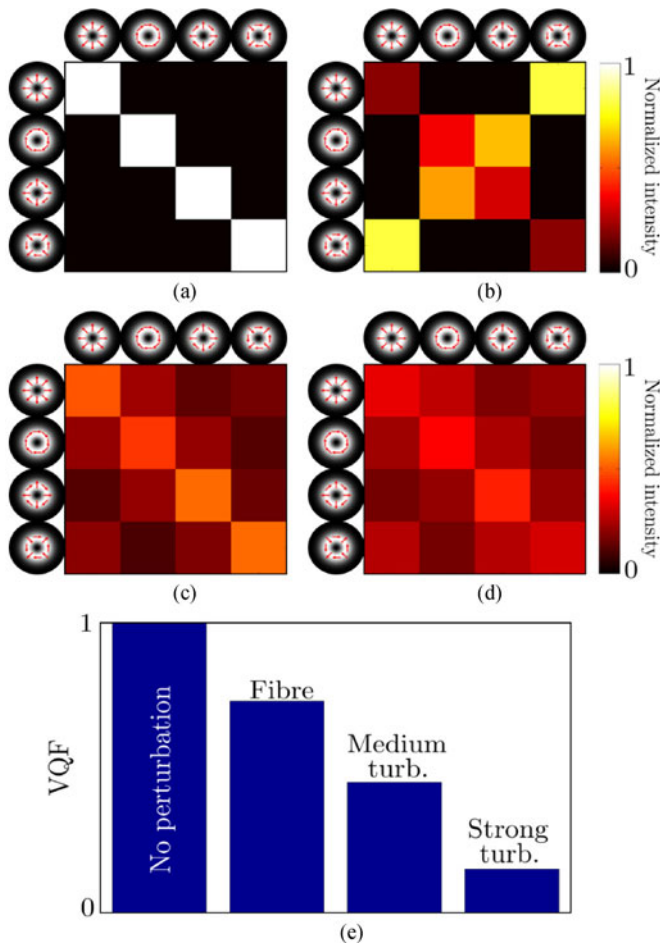 1
Normalized intensity
0
(a)
(b)
1
Normalized intensity
0
(c)
(d)
1
VQF
0
No perturbation
Fibre
Medium
turb.
Strong
turb.
(e)